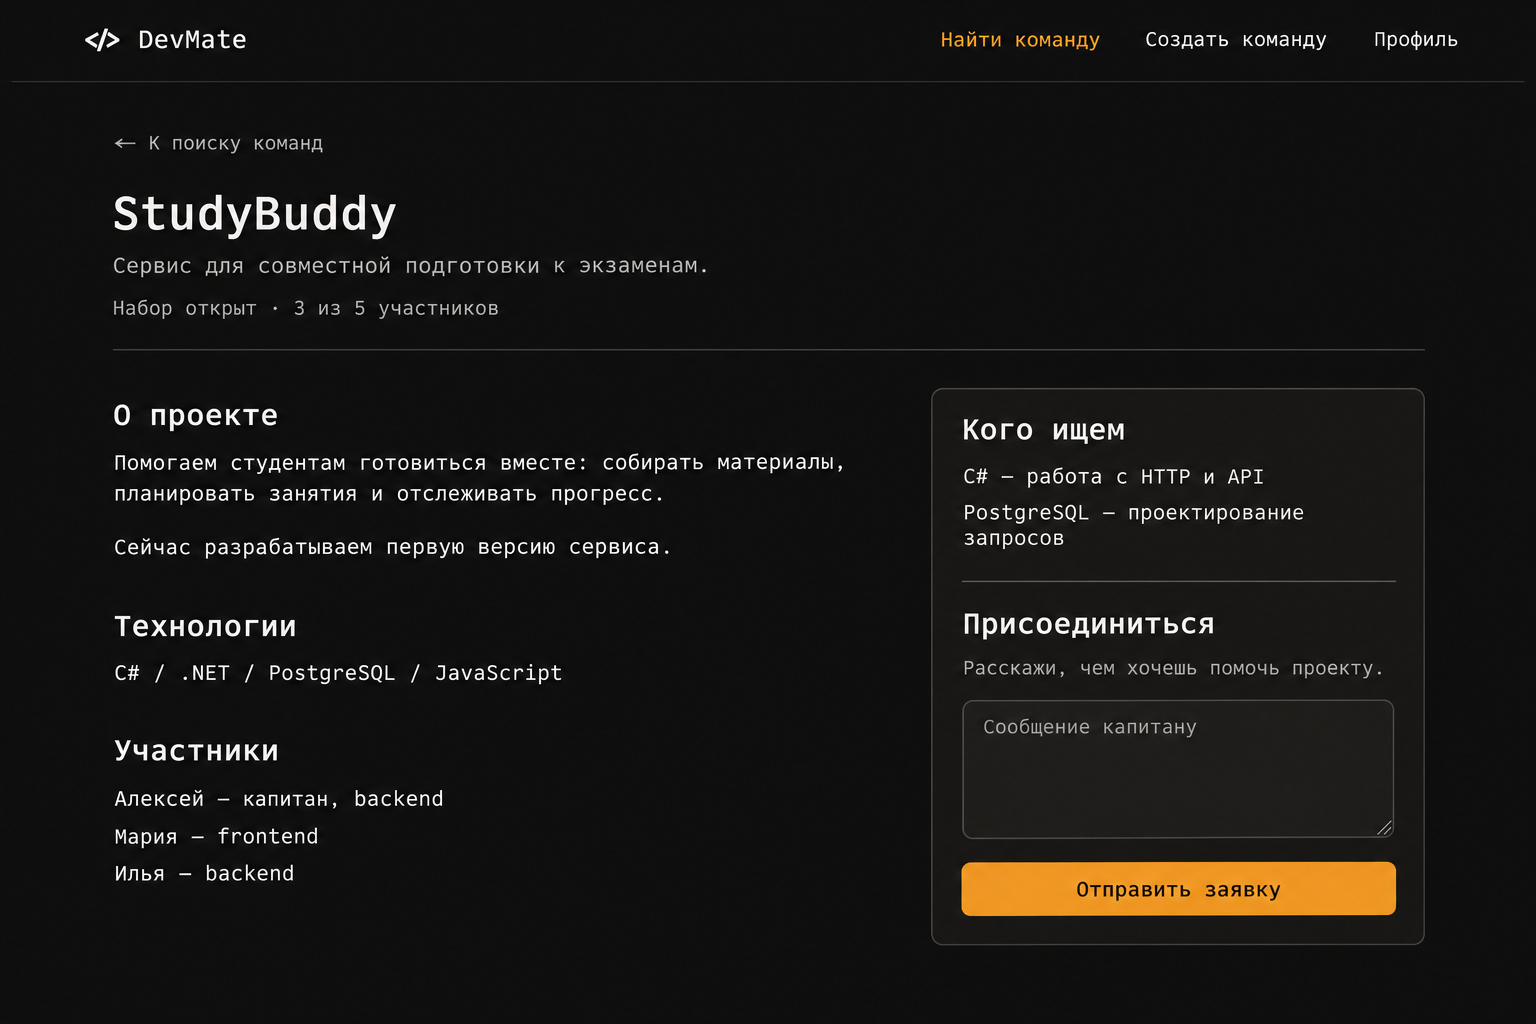 </> DevMate
Найти команду
Создать команду
Профиль
← К поиску команд
StudyBuddy
Сервис для совместной подготовки к экзаменам.
Набор открыт · 3 из 5 участников
О проекте
Помогаем студентам готовиться вместе: собирать материалы,
планировать занятия и отслеживать прогресс.
Сейчас разрабатываем первую версию сервиса.
Технологии
C# / .NET / PostgreSQL / JavaScript
Участники
Алексей — капитан, backend
Мария — frontend
Илья — backend
Кого ищем
C# — работа с HTTP и API
PostgreSQL — проектирование
запросов
Присоединиться
Расскажи, чем хочешь помочь проекту.
Сообщение капитану
Отправить заявку